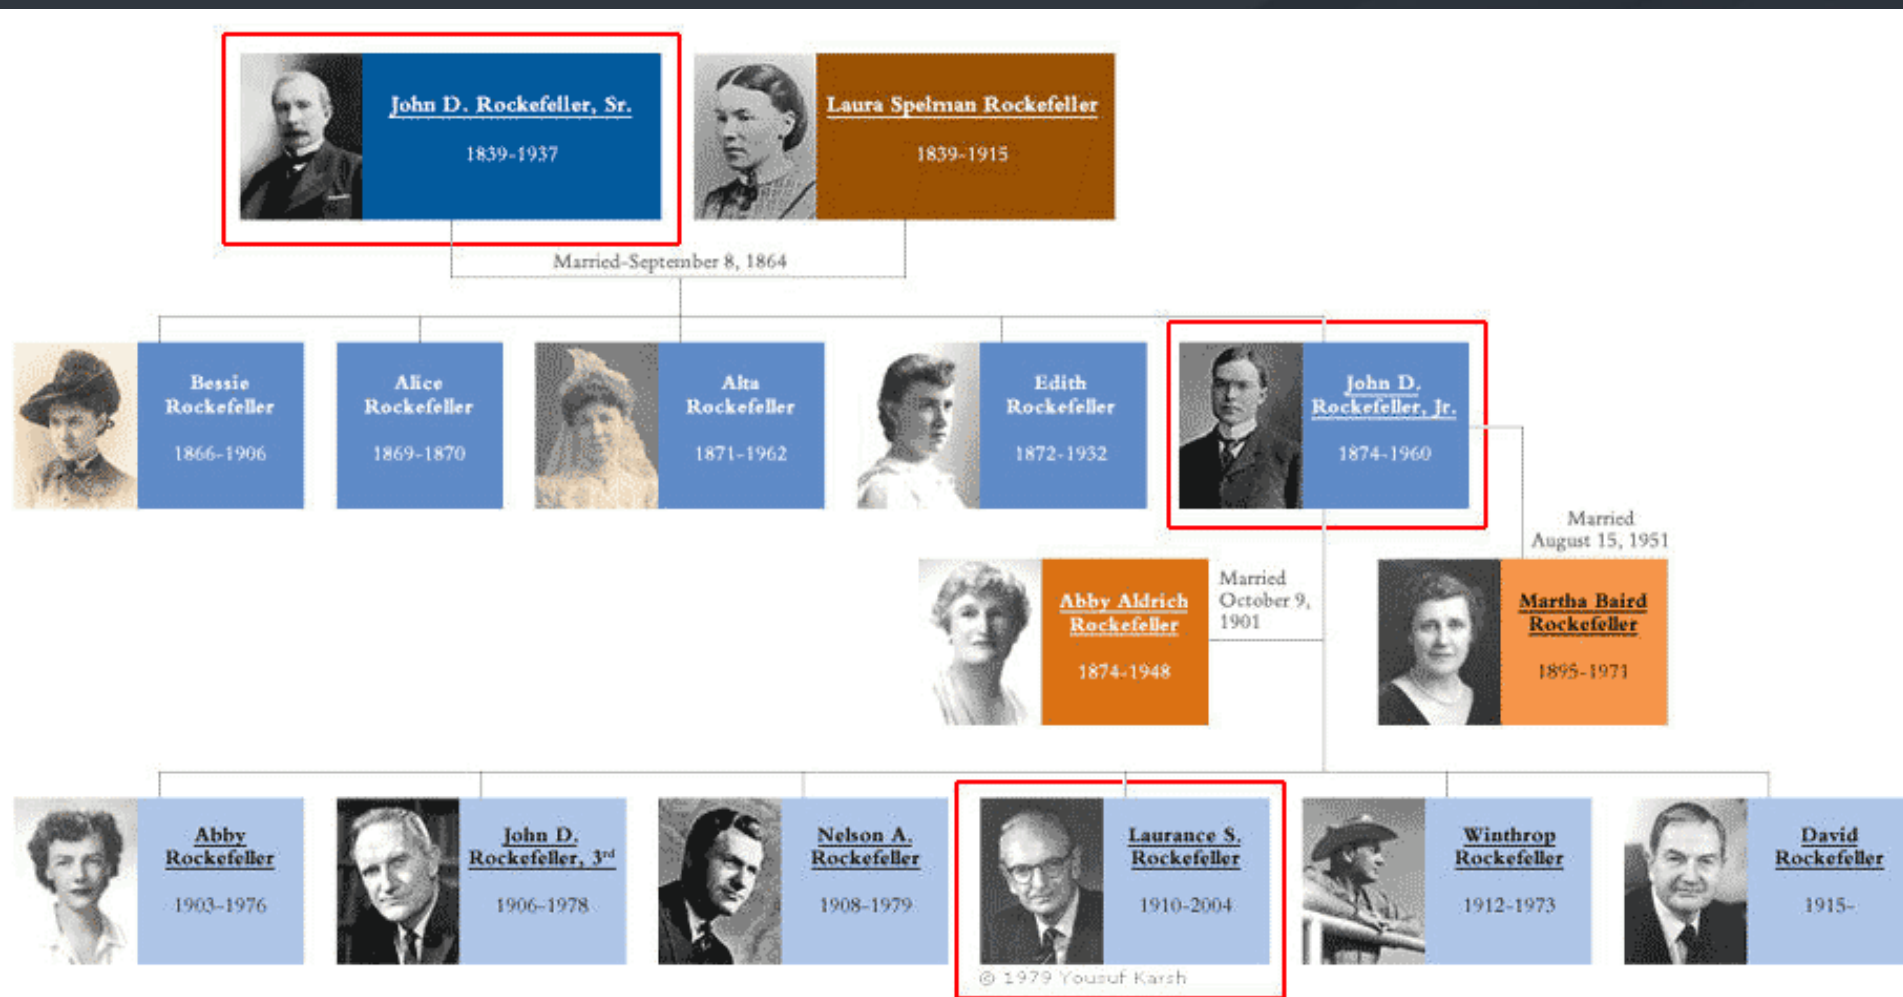 John D. Rockefeller, Sr.
1839-1937
Laura Spelman Rockefeller
1839-1915
Married-September 8, 1864
Bessie
Rockefeller
1866-1906
Alice
Rockefeller
1869-1870
Alta
Rockefeller
1871-1962
Edith
Rockefeller
1872-1932
John D.
Rockefeller, Jr.
1874-1960
Married
August 15, 1951
Abby Aldrich
Rockefeller
1874-1948
Married
October 9,
1901
Martha Baird
Rockefeller
1895-1971
Abby
Rockefeller
1903-1976
John D.
Rockefeller, 3rd
1906-1978
Nelson A.
Rockefeller
1908-1979
Laurance S.
Rockefeller
1910-2004
© 1979 Yousuf Karsh
Winthrop
Rockefeller
1912-1973
David
Rockefeller
1915-